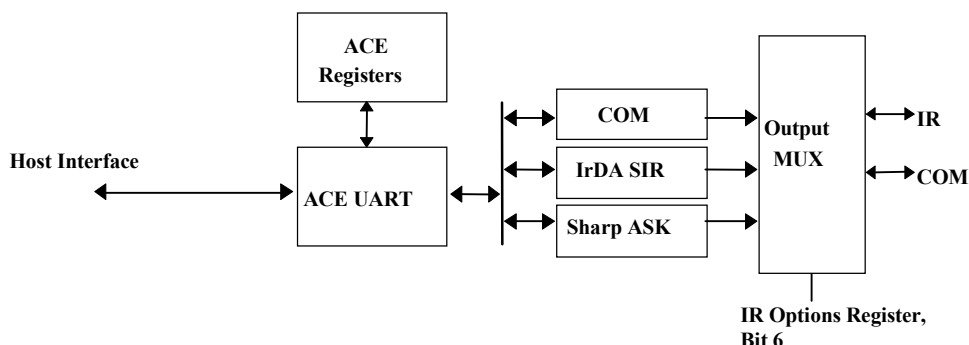 ACE
Registers
Host Interface
ACE UART
COM
IrDA SIR
Sharp ASK
Output
MUX
IR
COM
IR Options Register,
Bit 6